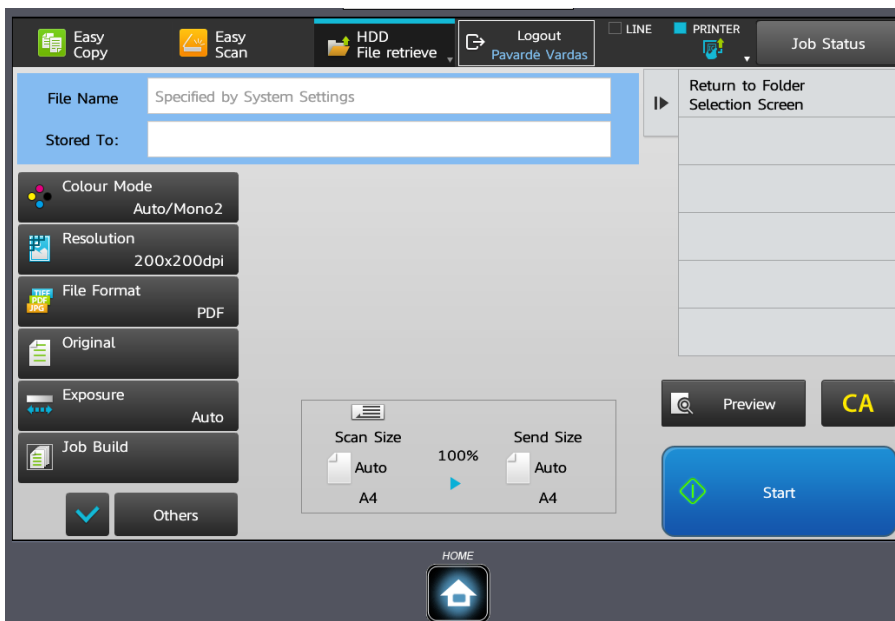 Easy
Copy
Easy
Scan
HDD
File retrieve
Logout
Pavardė Vardas
LINE
PRINTER
Job Status
File Name
Specified by System Settings
Stored To:
Return to Folder
Selection Screen
Colour Mode
Auto/Mono2
Resolution
200x200dpi
File Format
PDF
TIFF
PDF
JPG
Original
Exposure
Auto
Job Build
Others
Scan Size
Auto
A4
100%
Send Size
Auto
A4
Preview
CA
Start
HOME